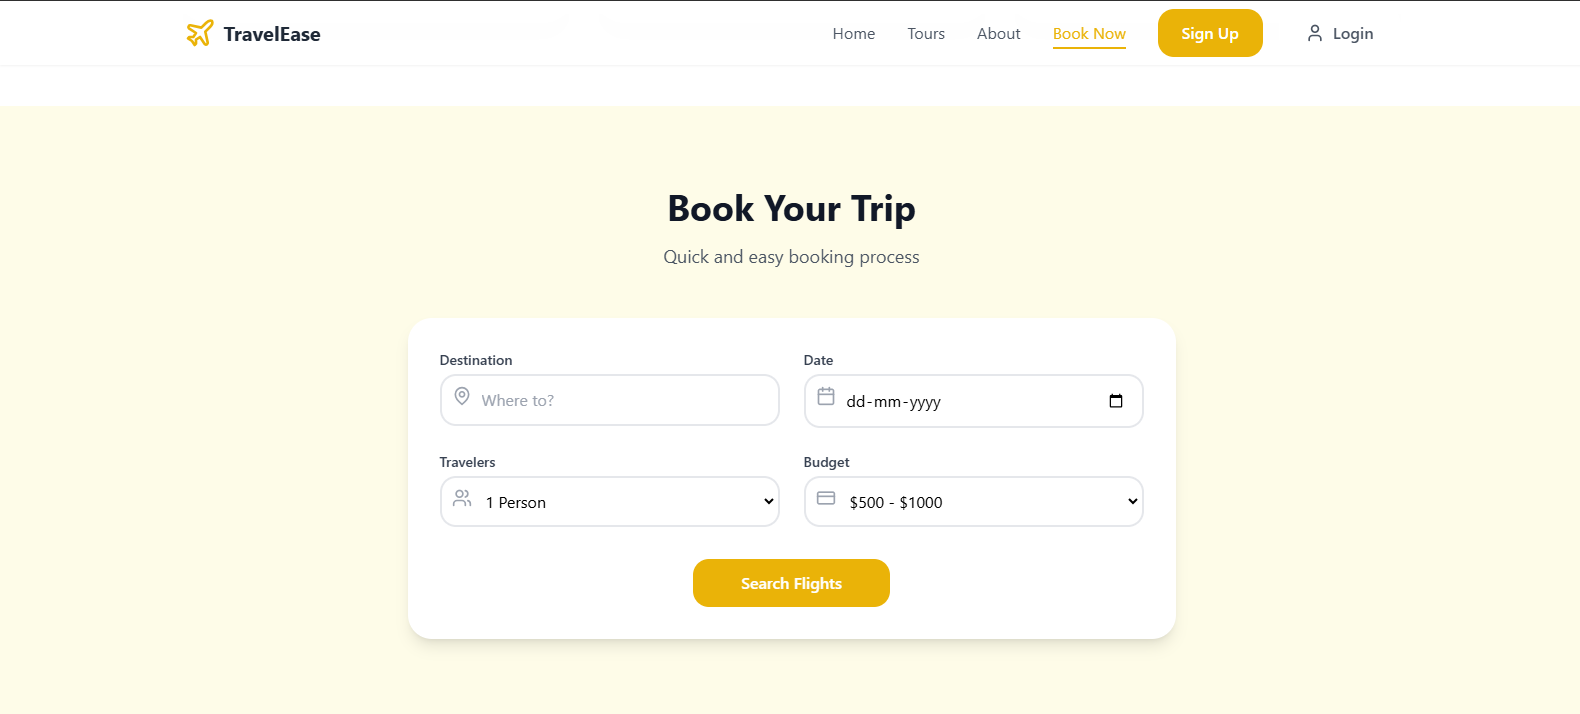 TravelEase
Home Tours About Book Now Sign Up Login
Book Your Trip
Quick and easy booking process
Destination Date
Where to? dd-mm-yyyy
Travelers Budget
1 Person $500 - $1000
Search Flights